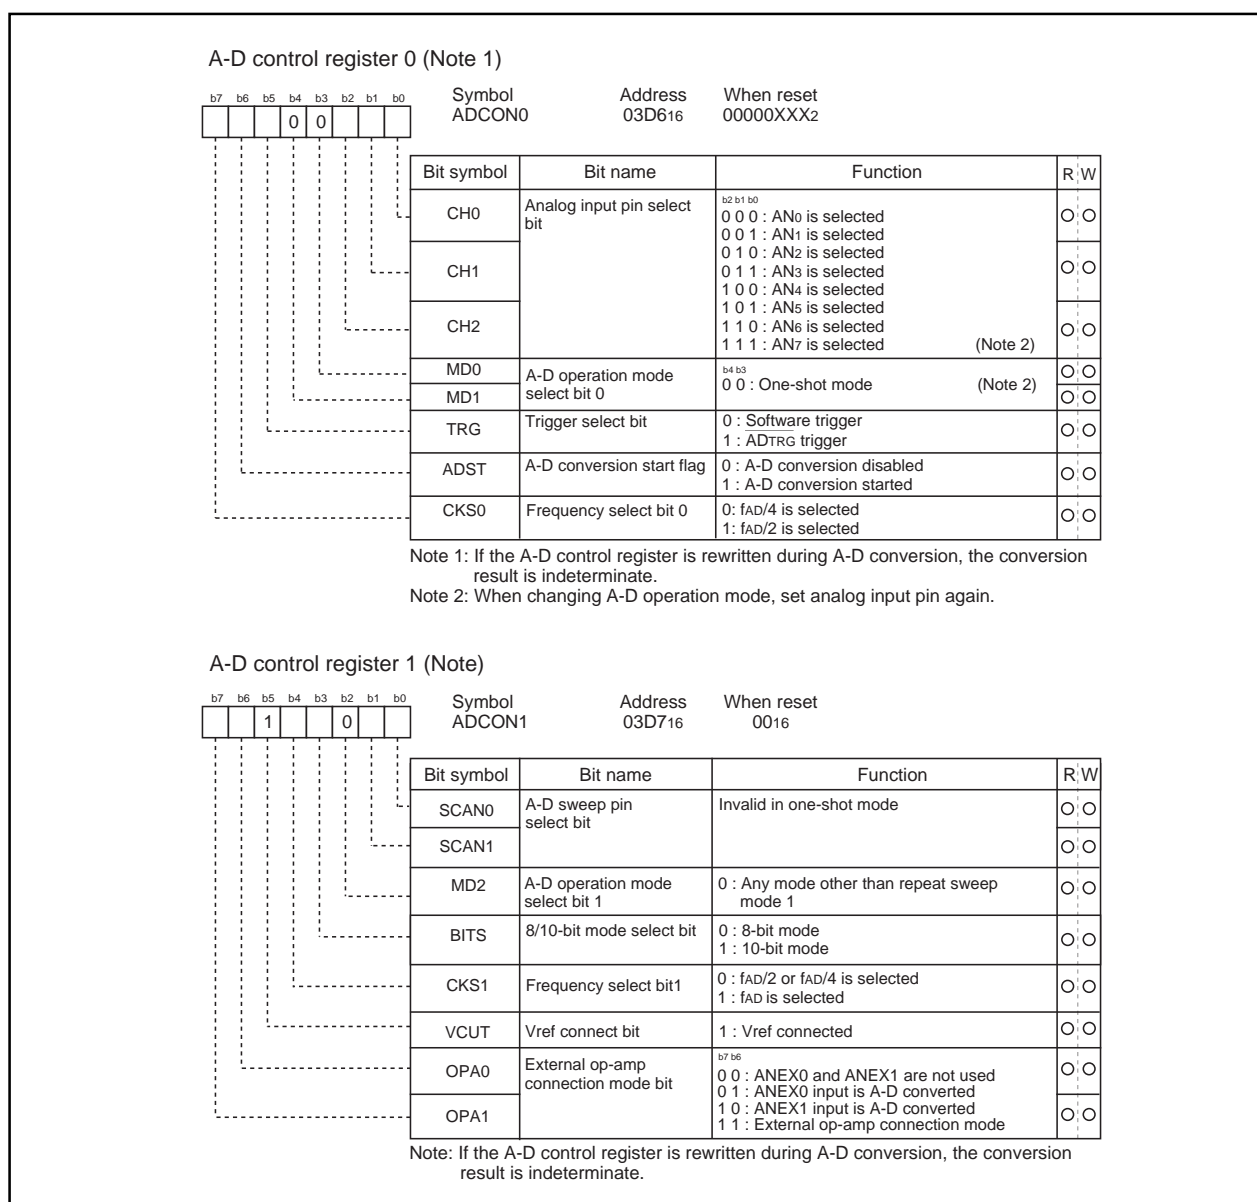 A-D control register 0 (Note 1)
b7 b6 b5 b4 b3 b2 b1 b0
0 0
Symbol Address When reset
ADCON0 03D616 00000XXX2
Bit symbol Bit name Function R W
CH0 Analog input pin select
bit
b2 b1 b0
0 0 0 : AN0 is selected
0 0 1 : AN1 is selected
0 1 0 : AN2 is selected
CH1 0 1 1 : AN3 is selected
1 0 0 : AN4 is selected
1 0 1 : AN5 is selected
CH2 1 1 0 : AN6 is selected
1 1 1 : AN7 is selected (Note 2)
MD0 A-D operation mode
select bit 0
b4 b3
0 0 : One-shot mode (Note 2)
MD1
TRG Trigger select bit 0 : Software trigger
1 : ADTRG trigger
ADST A-D conversion start flag 0 : A-D conversion disabled
1 : A-D conversion started
CKS0 Frequency select bit 0 0: fAD/4 is selected
1: fAD/2 is selected
Note 1: If the A-D control register is rewritten during A-D conversion, the conversion
result is indeterminate.
Note 2: When changing A-D operation mode, set analog input pin again.
A-D control register 1 (Note)
b7 b6 b5 b4 b3 b2 b1 b0
1 0
Symbol Address When reset
ADCON1 03D716 0016
Bit symbol Bit name Function R W
SCAN0 A-D sweep pin
select bit
Invalid in one-shot mode
SCAN1
MD2 A-D operation mode
select bit 1
0 : Any mode other than repeat sweep
mode 1
BITS 8/10-bit mode select bit 0 : 8-bit mode
1 : 10-bit mode
CKS1 Frequency select bit1 0 : fAD/2 or fAD/4 is selected
1 : fAD is selected
VCUT Vref connect bit 1 : Vref connected
OPA0 External op-amp
connection mode bit
b7 b6
0 0 : ANEX0 and ANEX1 are not used
0 1 : ANEX0 input is A-D converted
1 0 : ANEX1 input is A-D converted
OPA1 1 1 : External op-amp connection mode
Note: If the A-D control register is rewritten during A-D conversion, the conversion
result is indeterminate.